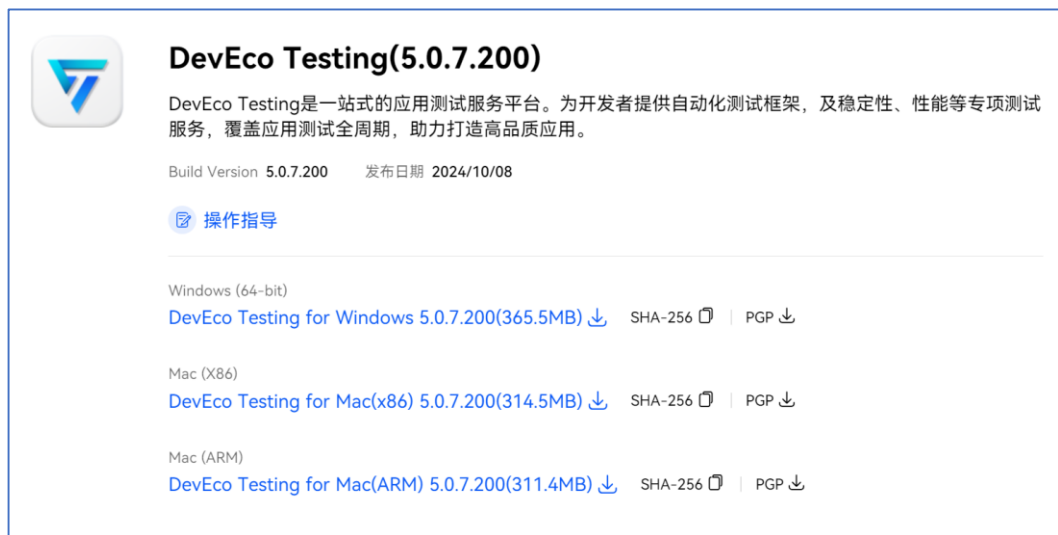 DevEco Testing(5.0.7.200)
DevEco Testing是一站式的应用测试服务平台。为开发者提供自动化测试框架，及稳定性、性能等专项测试
服务，覆盖应用测试全周期，助力打造高品质应用。
Build Version 5.0.7.200 发布日期 2024/10/08
操作指导
Windows (64-bit)
DevEco Testing for Windows 5.0.7.200(365.5MB) SHA-256 | PGP
Mac (X86)
DevEco Testing for Mac(x86) 5.0.7.200(314.5MB) SHA-256 | PGP
Mac (ARM)
DevEco Testing for Mac(ARM) 5.0.7.200(311.4MB) SHA-256 | PGP